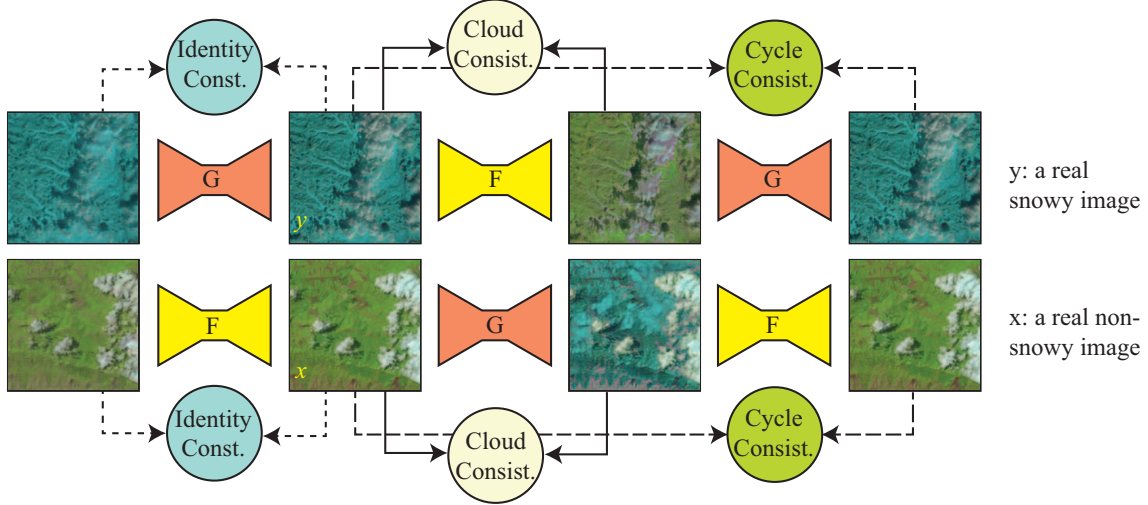 Identity
Const.
Cloud
Consist.
Cycle
Consist.
G
F
G
y
y: a real
snowy image
F
G
F
x
x: a real non-
snowy image
Identity
Const.
Cloud
Consist.
Cycle
Consist.